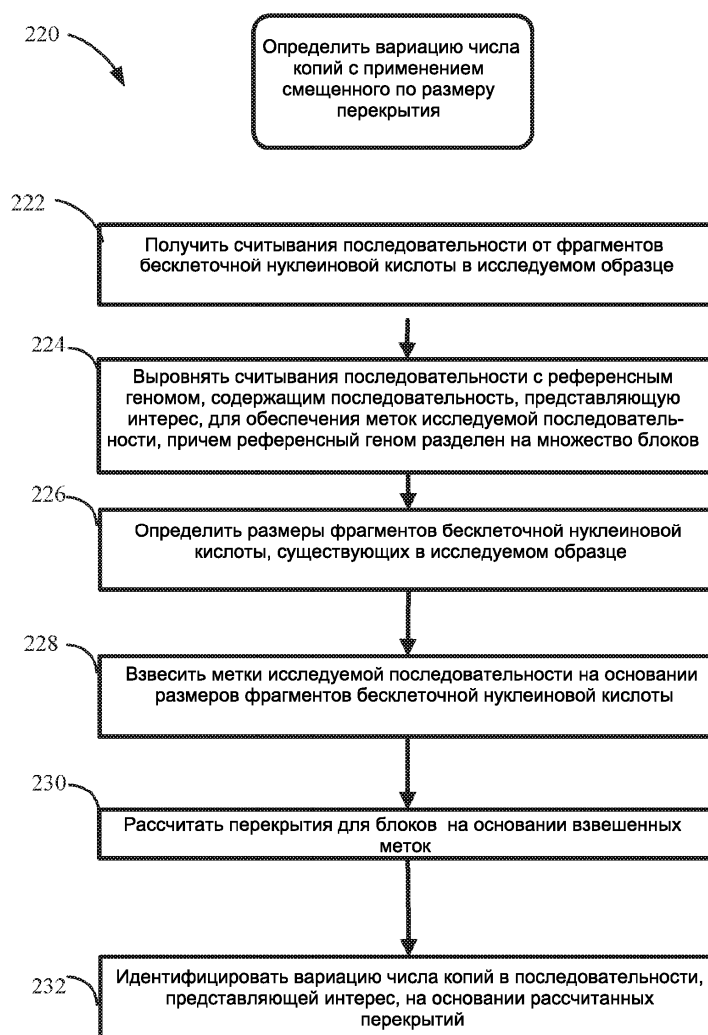 220
Определить вариацию числа
копий с применением
смещенного по размеру
перекрытия
222
Получить считывания последовательности от фрагментов
бесклеточной нуклеиновой кислоты в исследуемом образце
224
Выровнять считывания последовательности с референсным
геномом, содержащим последовательность, представляющую
интерес, для обеспечения меток исследуемой последователь-
ности, причем референсный геном разделен на множество блоков
226
Определить размеры фрагментов бесклеточной нуклеиновой
кислоты, существующих в исследуемом образце
228
Взвесить метки исследуемой последовательности на основании
размеров фрагментов бесклеточной нуклеиновой кислоты
230
Рассчитать перекрытия для блоков на основании взвешенных
меток
232
Идентифицировать вариацию числа копий в последовательности,
представляющей интерес, на основании рассчитанных
перекрытий